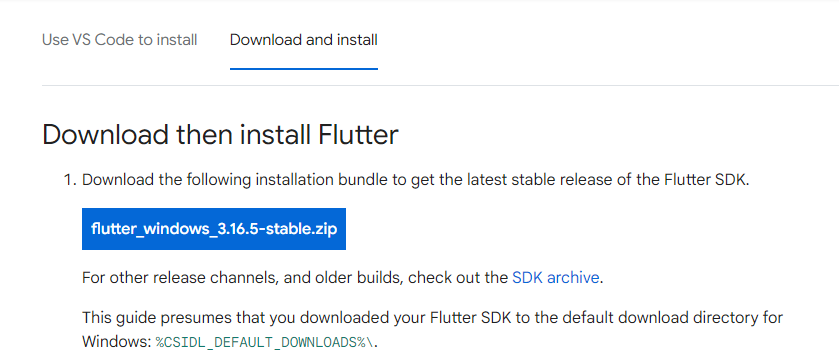 Use VS Code to install Download and install
Download then install Flutter
1. Download the following installation bundle to get the latest stable release of the Flutter SDK.
flutter_windows_3.16.5-stable.zip
For other release channels, and older builds, check out the SDK archive.
This guide presumes that you downloaded your Flutter SDK to the default download directory for
Windows: %CSIDL_DEFAULT_DOWNLOADS%\.